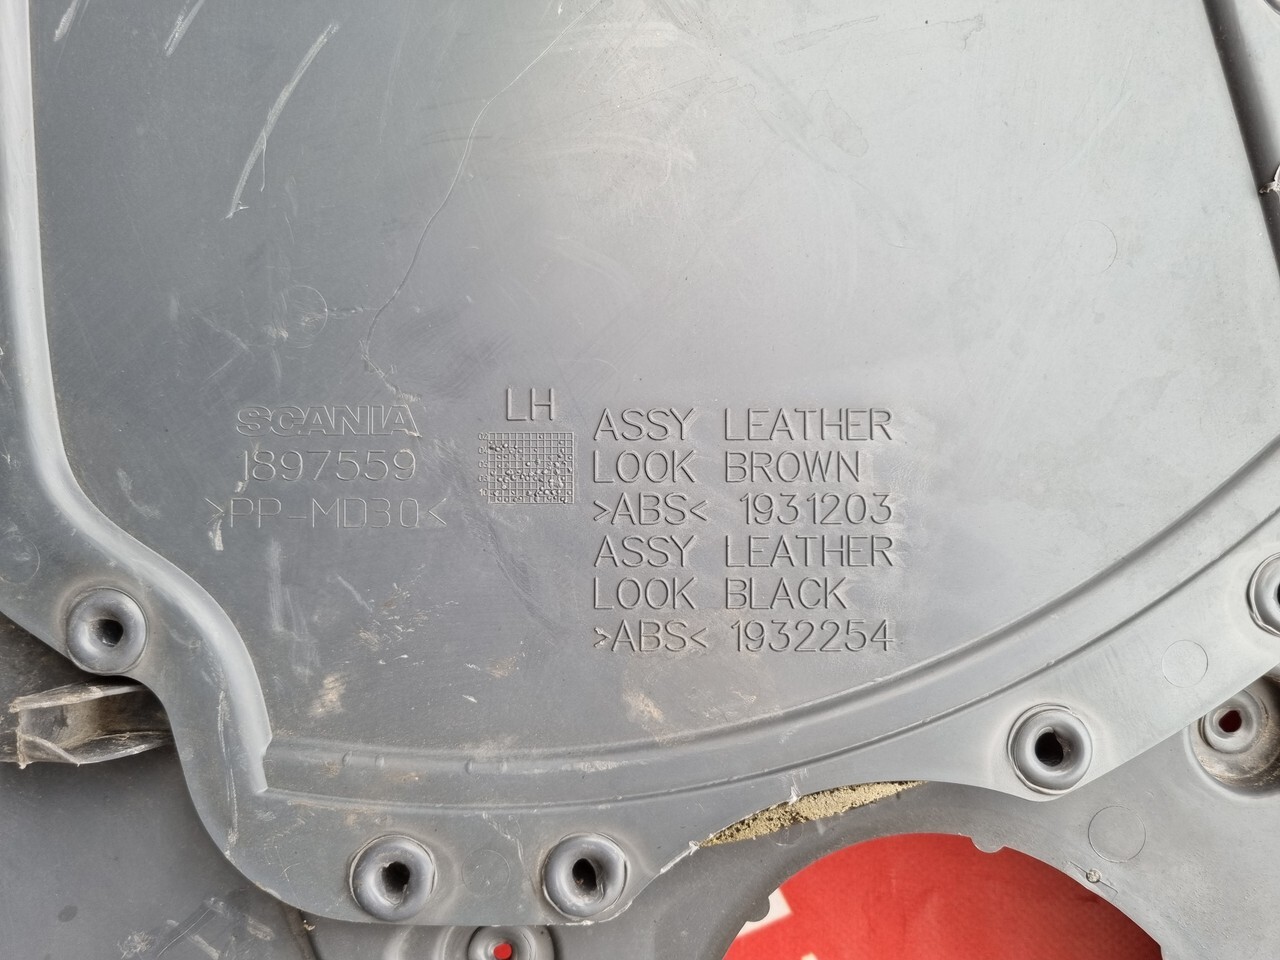 SCANIA
1897559
>PP-MD30<
LH
ASSY LEATHER
LOOK BROWN
>ABS< 1931203
ASSY LEATHER
LOOK BLACK
>ABS< 1932254